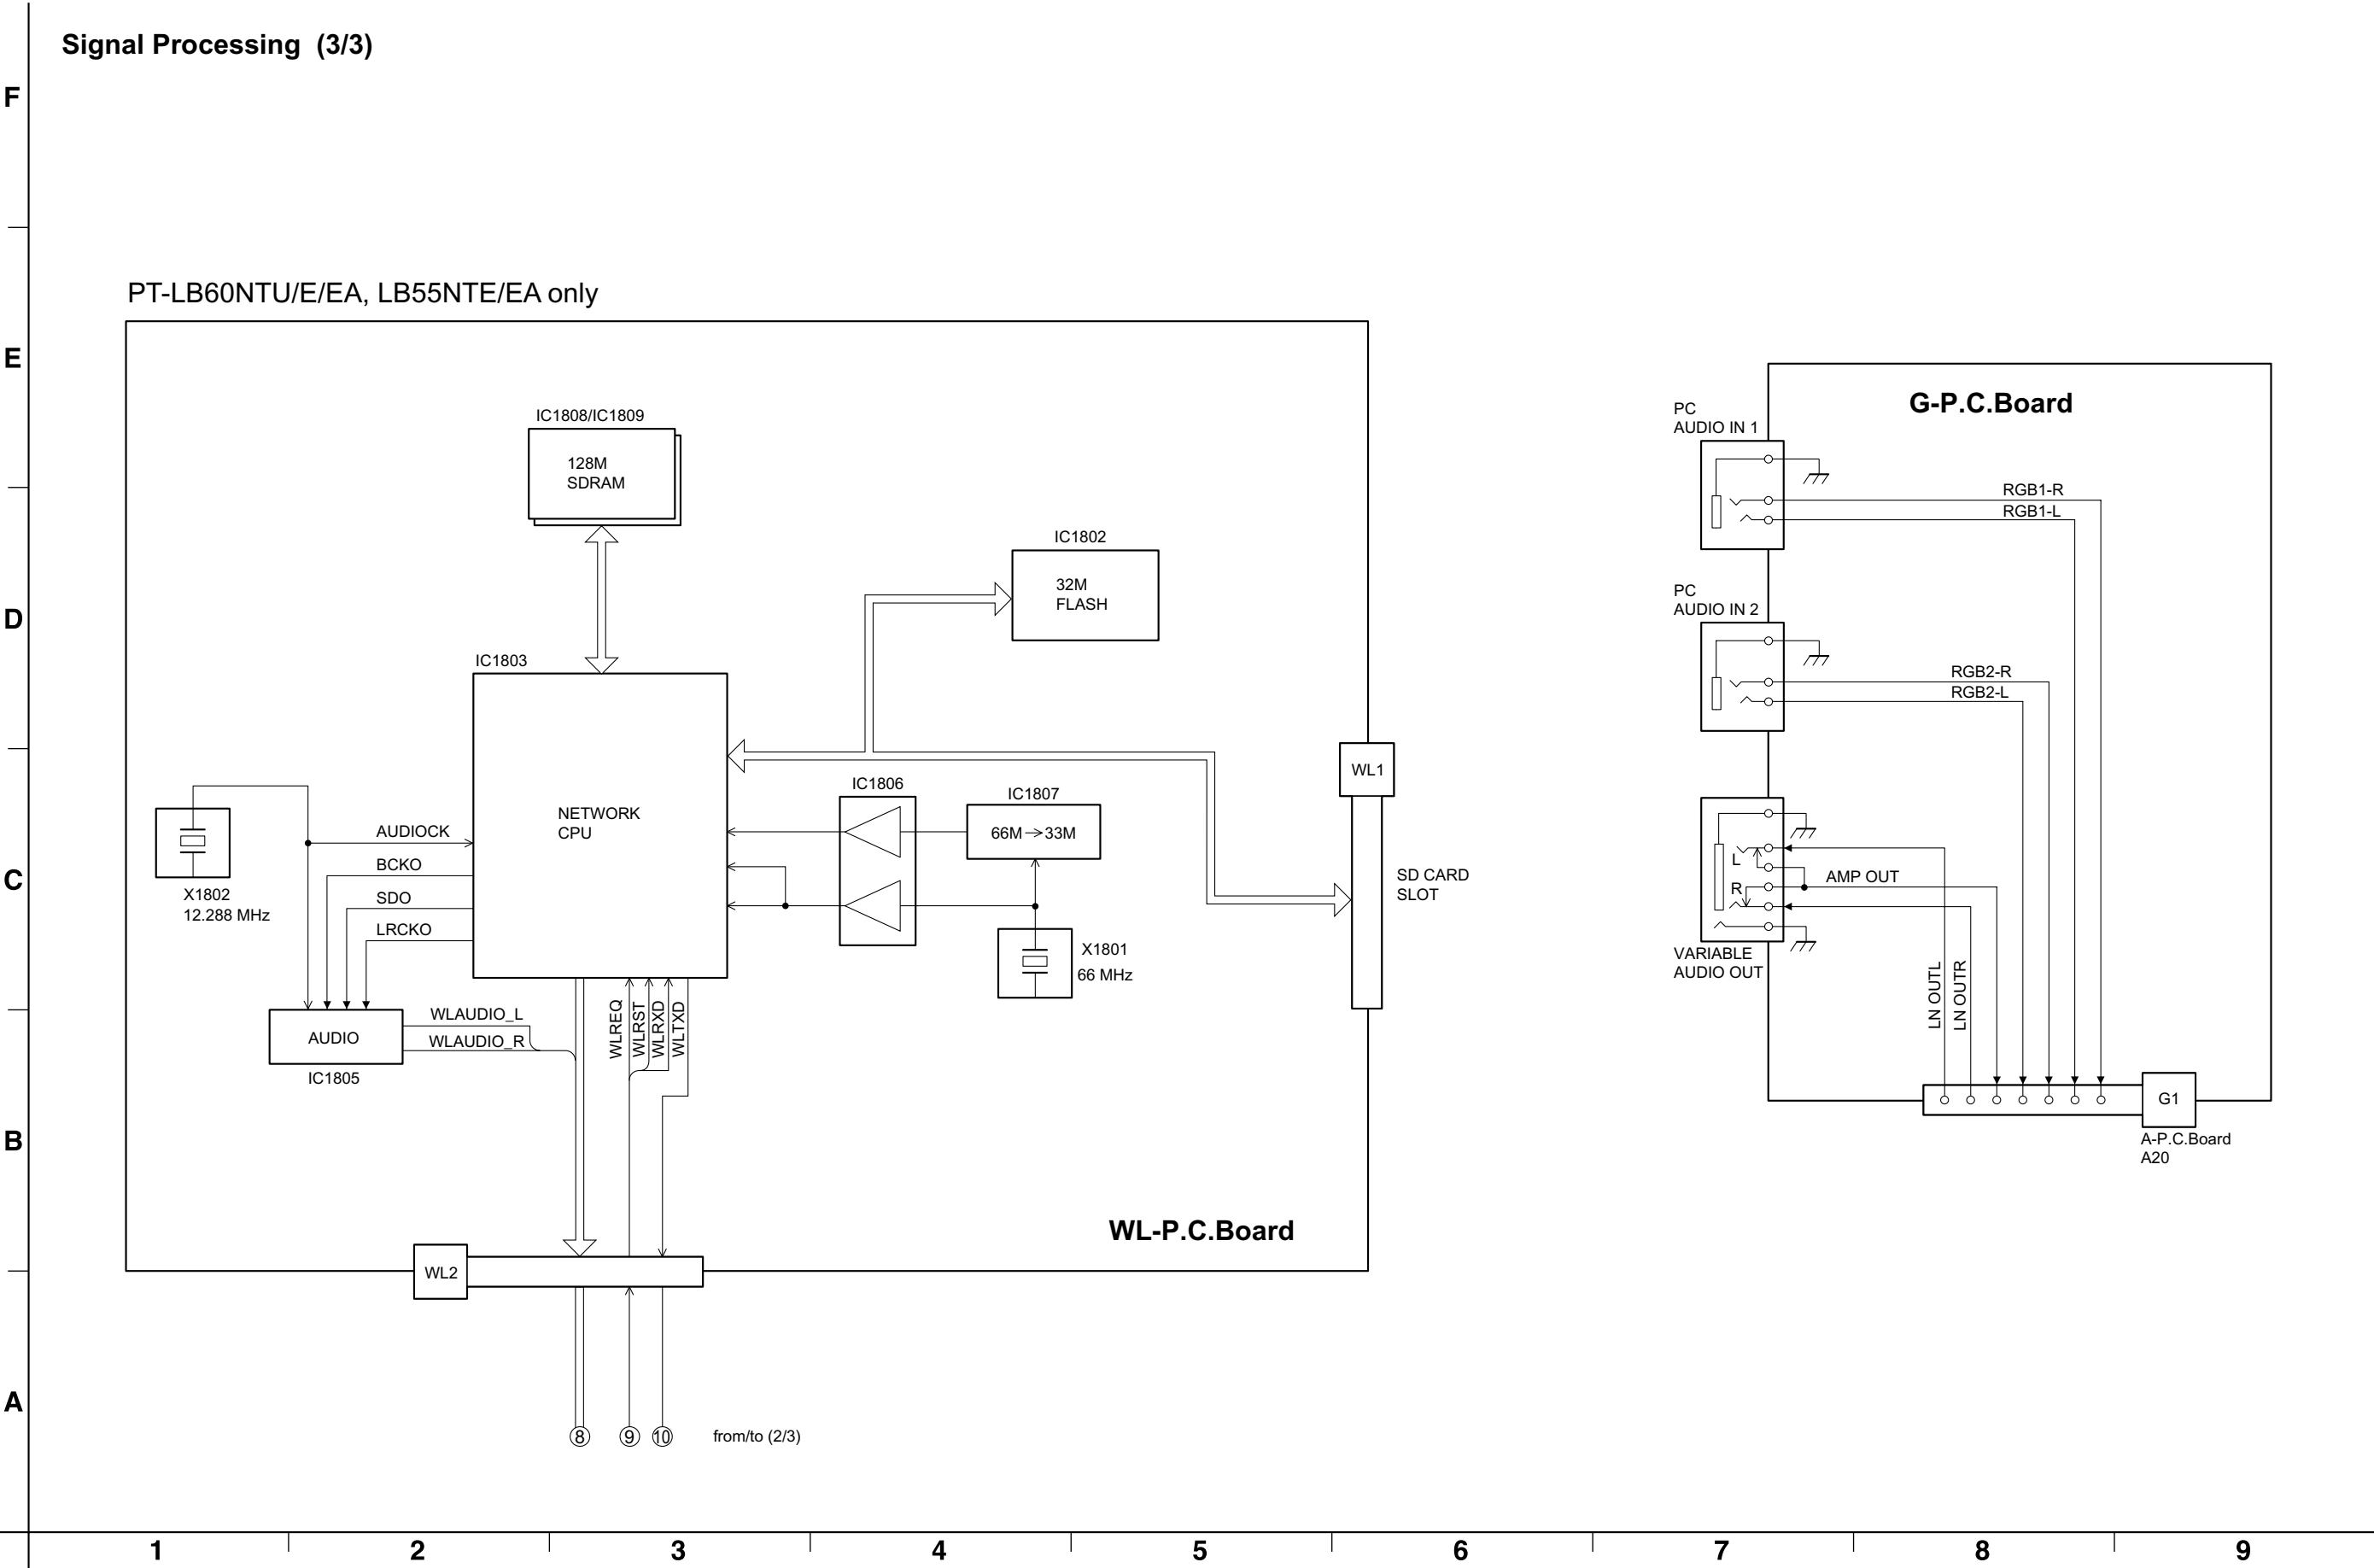 Signal Processing (3/3)
F
E
D
C
B
A
PT-LB60NTU/E/EA, LB55NTE/EA only
IC1808/IC1809
128M
SDRAM
IC1802
32M
FLASH
IC1803
NETWORK
CPU
IC1806
IC1807
66M→33M
X1801
66 MHz
X1802
12.288 MHz
AUDIOCK
BCKO
SDO
LRCKO
AUDIO
IC1805
WLAUDIO_L
WLAUDIO_R
WLREQ
WLRST
WLRXD
WLTXD
WL1
SD CARD
SLOT
WL-P.C.Board
WL2
8
9
10
from/to (2/3)
G-P.C.Board
PC
AUDIO IN 1
RGB1-R
RGB1-L
PC
AUDIO IN 2
RGB2-R
RGB2-L
L
R
AMP OUT
VARIABLE
AUDIO OUT
LN OUTL
LN OUTR
G1
A-P.C.Board
A20
1
2
3
4
5
6
7
8
9